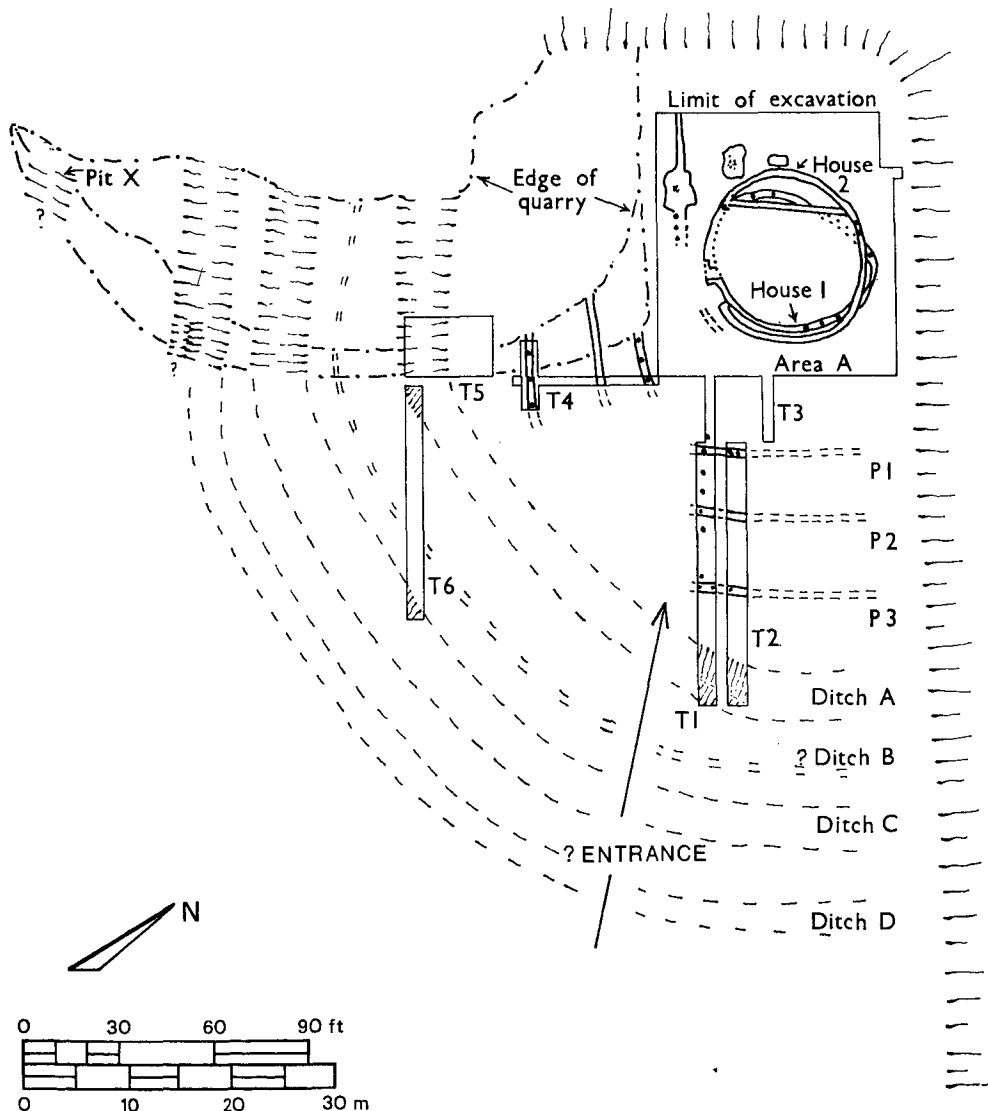 Limit of excavation
House
2
Pit X
?
Edge of
quarry
House 1
Area A
?
T5
T4
T3
P1
P2
T6
P3
T2
Ditch A
T1
? Ditch B
Ditch C
? ENTRANCE
Ditch D
N
0 30 60 90 ft
0 10 20 30 m